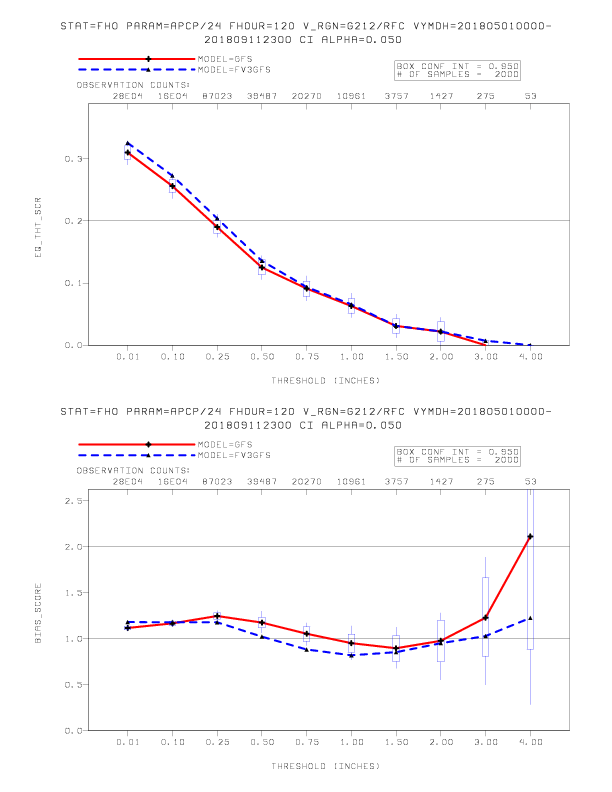 STAT=FHO PARAM=APCP/24 FHDUR=120 V_RGN=G212/RFC VYMDH=201805010000-
201809112300 CI ALPHA=0.050
MODEL=GFS
MODEL=FV3GFS
BOX CONF INT = 0.950
# OF SAMPLES = 2000
OBSERVATION COUNTS:
28E04 16E04 87023 39487 20270 10961 3757 1427 275 53
0.3
0.2
0.1
0.0
EQ_THT_SCR
0.01 0.10 0.25 0.50 0.75 1.00 1.50 2.00 3.00 4.00
THRESHOLD (INCHES)
STAT=FHO PARAM=APCP/24 FHDUR=120 V_RGN=G212/RFC VYMDH=201805010000-
201809112300 CI ALPHA=0.050
MODEL=GFS
MODEL=FV3GFS
BOX CONF INT = 0.950
# OF SAMPLES = 2000
OBSERVATION COUNTS:
28E04 16E04 87023 39487 20270 10961 3757 1427 275 53
2.5
2.0
1.5
1.0
0.5
0.0
BIAS_SCORE
0.01 0.10 0.25 0.50 0.75 1.00 1.50 2.00 3.00 4.00
THRESHOLD (INCHES)